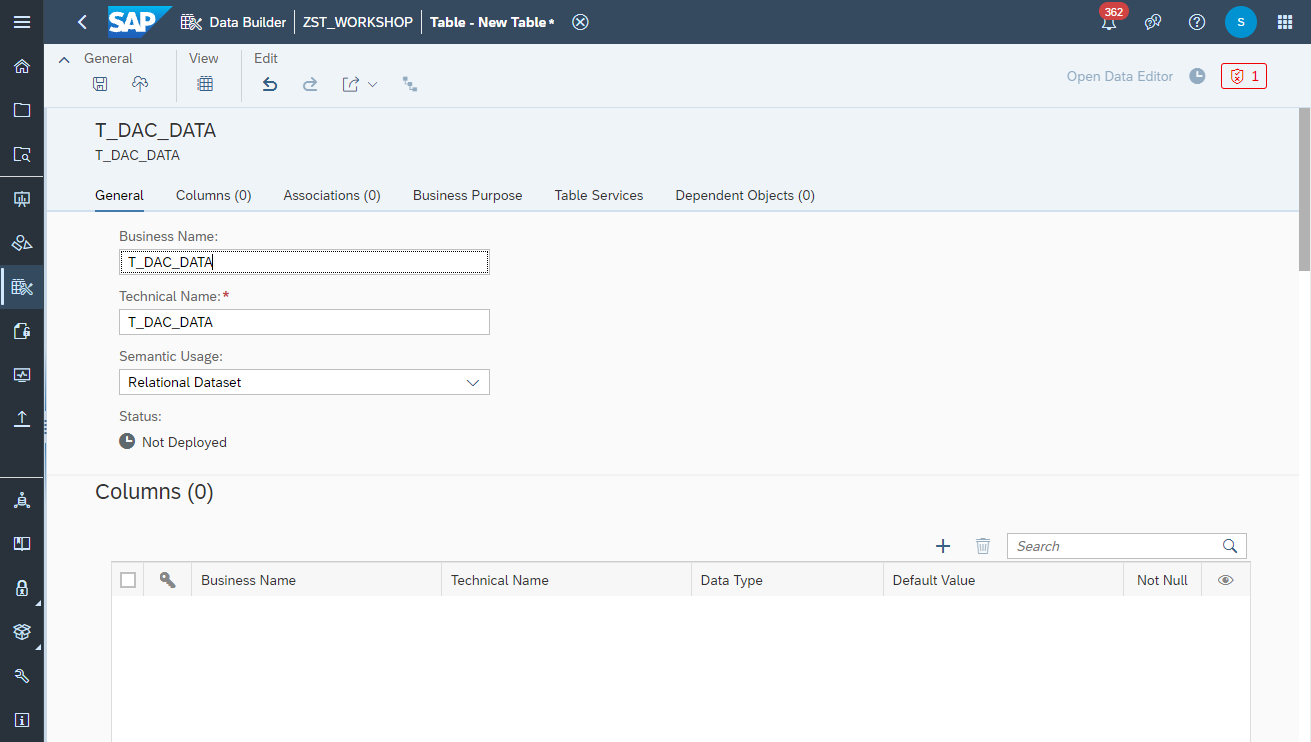 SAP Data Builder ZST_WORKSHOP Table - New Table* 362 S
General View Edit
Open Data Editor 1
T_DAC_DATA
T_DAC_DATA
General Columns (0) Associations (0) Business Purpose Table Services Dependent Objects (0)
Business Name:
T_DAC_DATA
Technical Name:*
T_DAC_DATA
Semantic Usage:
Relational Dataset
Status:
Not Deployed
Columns (0)
Search
Business Name Technical Name Data Type Default Value Not Null